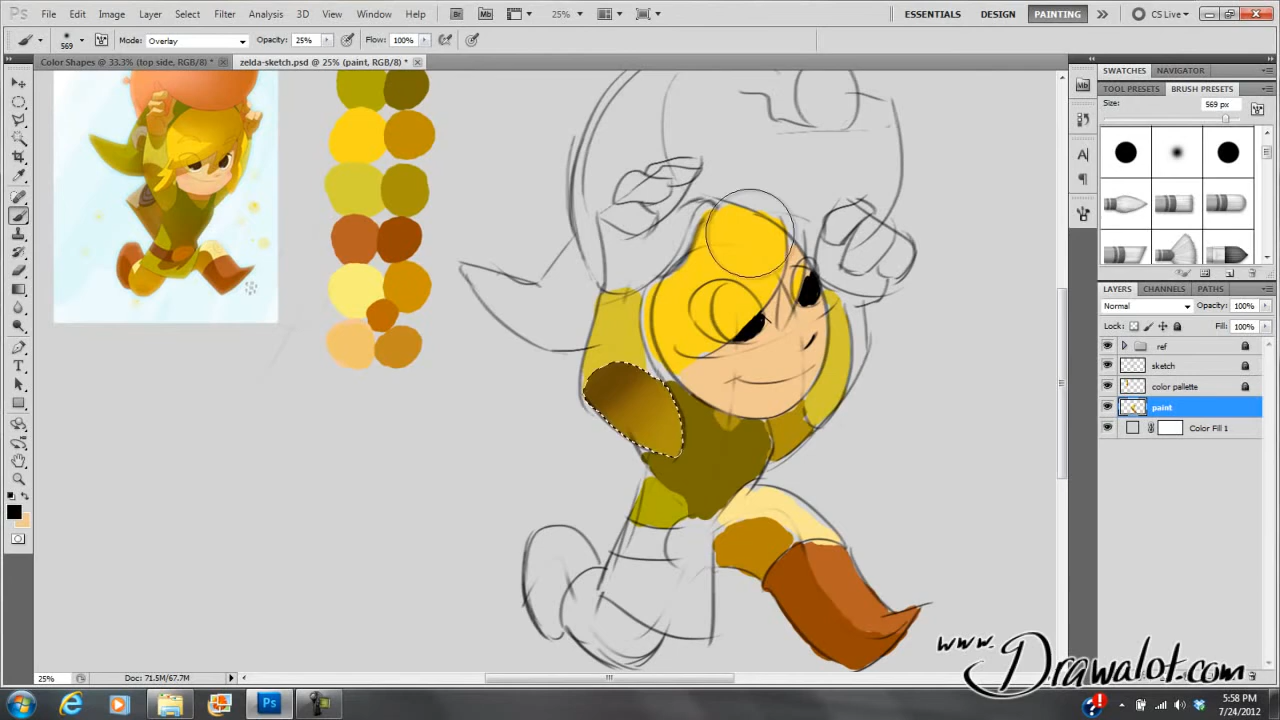 Ps File Edit Image Layer Select Filter Analysis 3D View Window Help Br Mb 25% ESSENTIALS DESIGN PAINTING CS Live
569 Mode: Overlay Opacity: 25% Flow: 100%
Color Shapes @ 33.3% (top side, RGB/8) * zelda-sketch.psd @ 25% (paint, RGB/8) *
SWATCHES NAVIGATOR
TOOL PRESETS BRUSH PRESETS
Size: 569 px
LAYERS CHANNELS PATHS
Normal Opacity: 100%
Lock: Fill: 100%
ref
sketch
color pallette
paint
Color Fill 1
www.Drawalot.com
25% Doc: 71.5M/67.7M
Ps
5:58 PM
7/24/2012